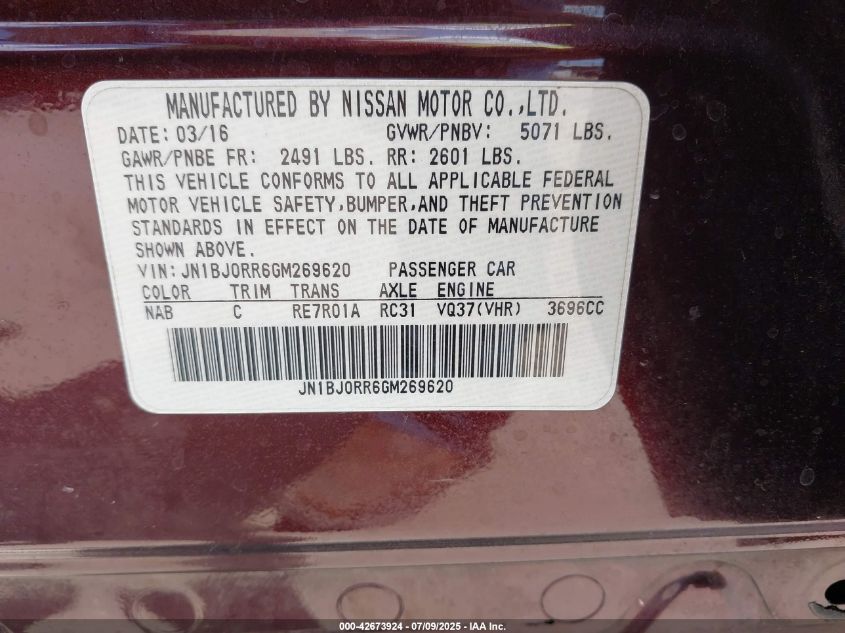 MANUFACTURED BY NISSAN MOTOR CO.,LTD.
DATE: 03/16 GVWR/PNBV: 5071 LBS.
GAWR/PNBE FR: 2491 LBS. RR: 2601 LBS.
THIS VEHICLE CONFORMS TO ALL APPLICABLE FEDERAL
MOTOR VEHICLE SAFETY,BUMPER,AND THEFT PREVENTION
STANDARDS IN EFFECT ON THE DATE OF MANUFACTURE
SHOWN ABOVE.
VIN:JN1BJ0RR6GM269620 PASSENGER CAR
COLOR TRIM TRANS AXLE ENGINE
NAB C RE7R01A RC31 VQ37(VHR) 3696CC
JN1BJ0RR6GM269620
000-42673924 | 07/09/2025 - IAA Inc.